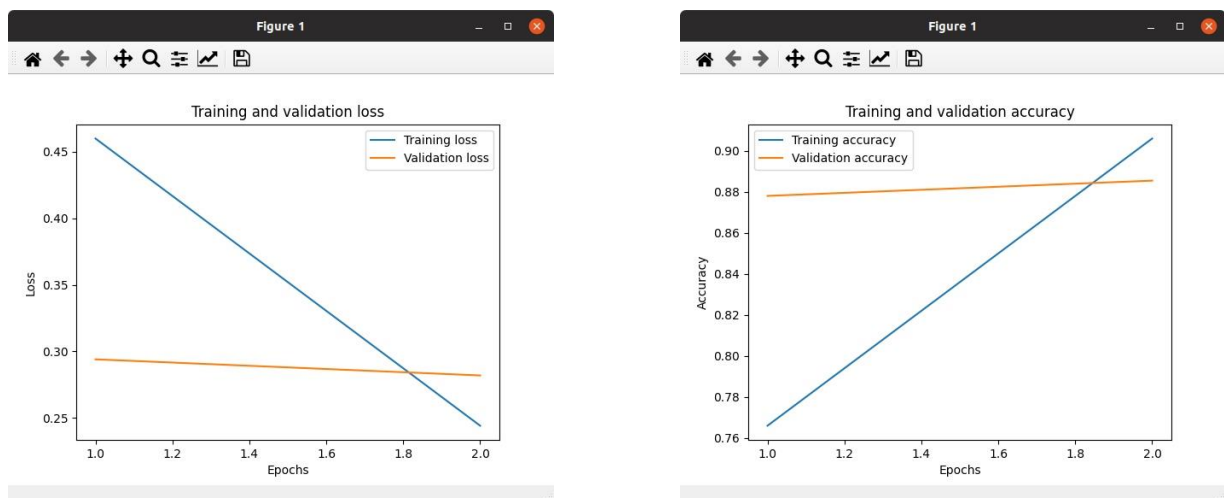 Figure 1
Training and validation loss
Training loss
Validation loss
0.45
0.40
0.35
0.30
0.25
Loss
1.0 1.2 1.4 1.6 1.8 2.0
Epochs
Figure 1
Training and validation accuracy
Training accuracy
Validation accuracy
0.90
0.88
0.86
0.84
0.82
0.80
0.78
0.76
Accuracy
1.0 1.2 1.4 1.6 1.8 2.0
Epochs